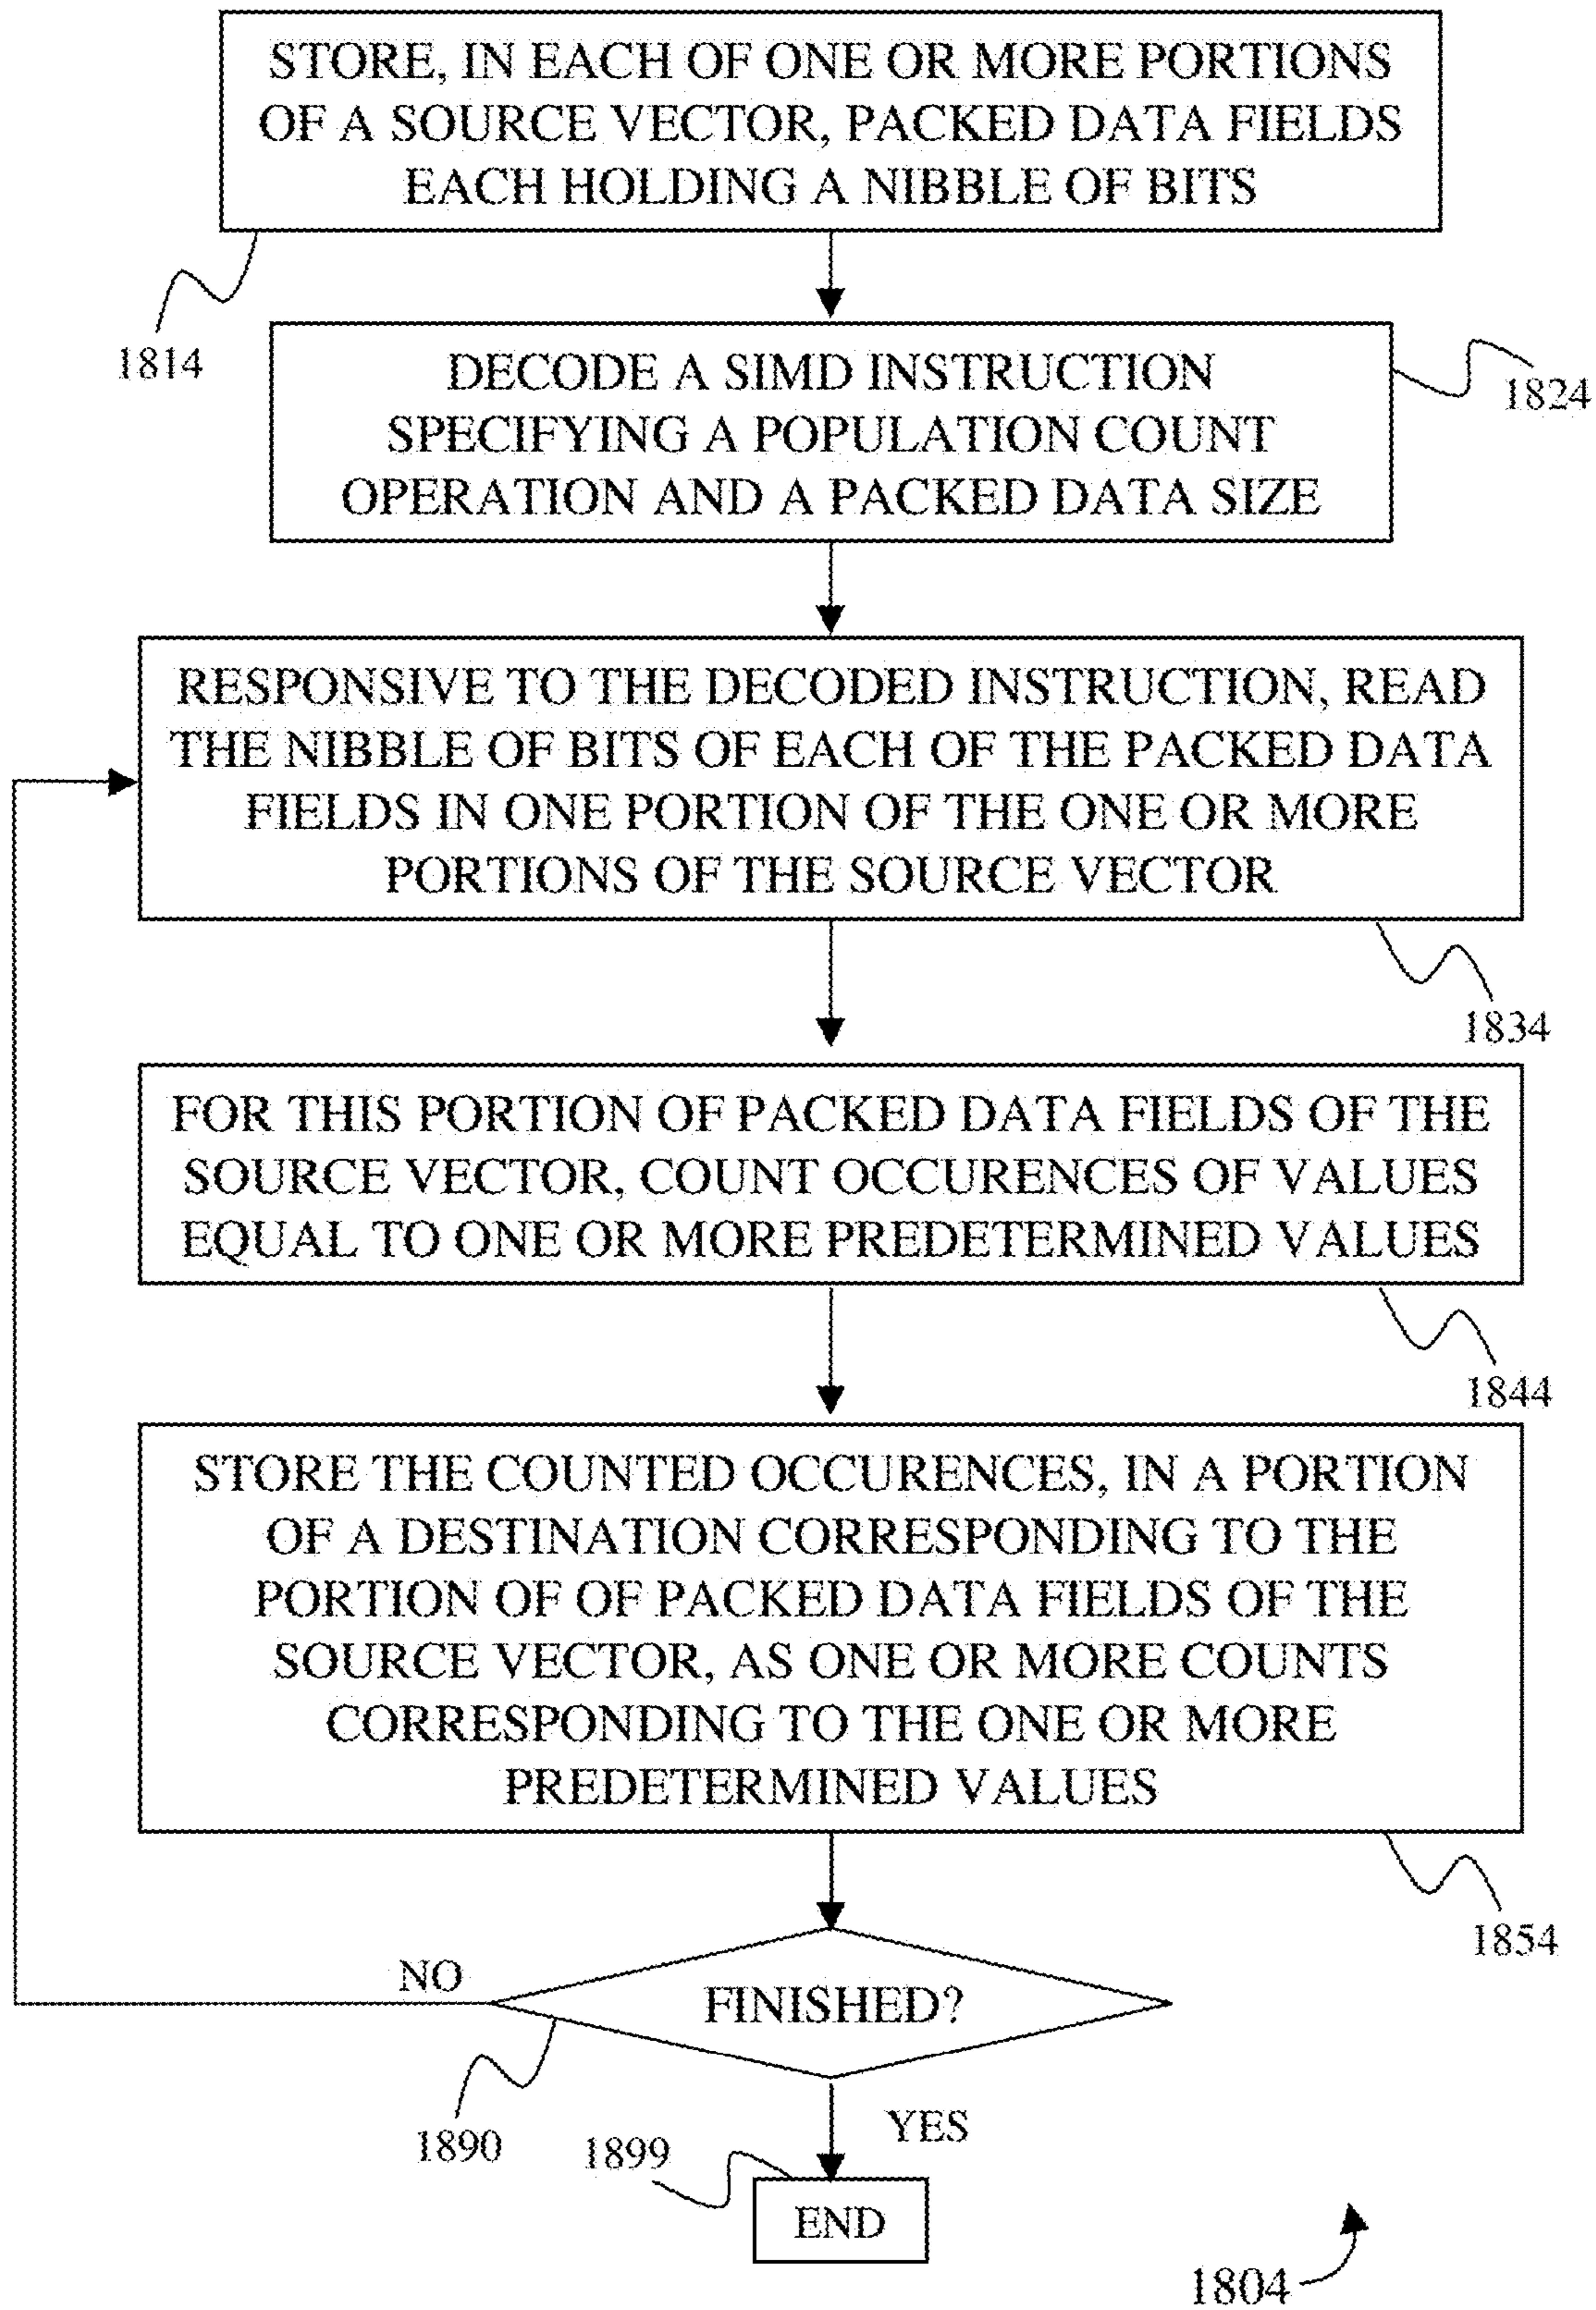 STORE, IN EACH OF ONE OR MORE PORTIONS
OF A SOURCE VECTOR, PACKED DATA FIELDS
EACH HOLDING A NIBBLE OF BITS
1814
DECODE A SIMD INSTRUCTION
SPECIFYING A POPULATION COUNT
OPERATION AND A PACKED DATA SIZE
1824
RESPONSIVE TO THE DECODED INSTRUCTION, READ
THE NIBBLE OF BITS OF EACH OF THE PACKED DATA
FIELDS IN ONE PORTION OF THE ONE OR MORE
PORTIONS OF THE SOURCE VECTOR
1834
FOR THIS PORTION OF PACKED DATA FIELDS OF THE
SOURCE VECTOR, COUNT OCCURENCES OF VALUES
EQUAL TO ONE OR MORE PREDETERMINED VALUES
1844
STORE THE COUNTED OCCURENCES, IN A PORTION
OF A DESTINATION CORRESPONDING TO THE
PORTION OF OF PACKED DATA FIELDS OF THE
SOURCE VECTOR, AS ONE OR MORE COUNTS
CORRESPONDING TO THE ONE OR MORE
PREDETERMINED VALUES
1854
NO
FINISHED?
1890
YES
1899
END
1804